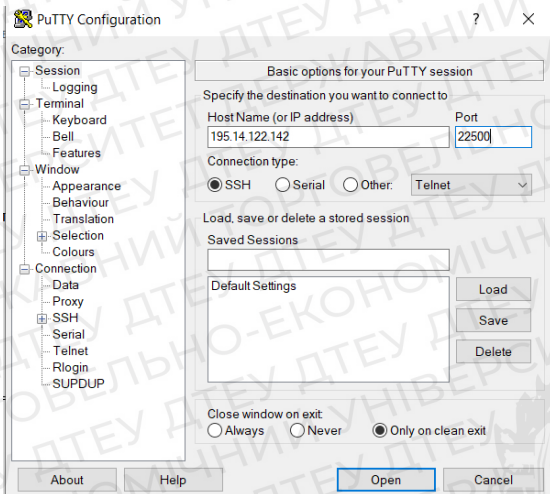 PuTTY Configuration
?
Category:
Session
Logging
Terminal
Keyboard
Bell
Features
Window
Appearance
Behaviour
Translation
Selection
Colours
Connection
Data
Proxy
SSH
Serial
Telnet
Rlogin
SUPDUP
Basic options for your PuTTY session
Specify the destination you want to connect to
Host Name (or IP address) Port
195.14.122.142 22500
Connection type:
SSH Serial Other: Telnet
Load, save or delete a stored session
Saved Sessions
Default Settings
Load
Save
Delete
Close window on exit:
Always Never Only on clean exit
About Help Open Cancel
ДТЕУ